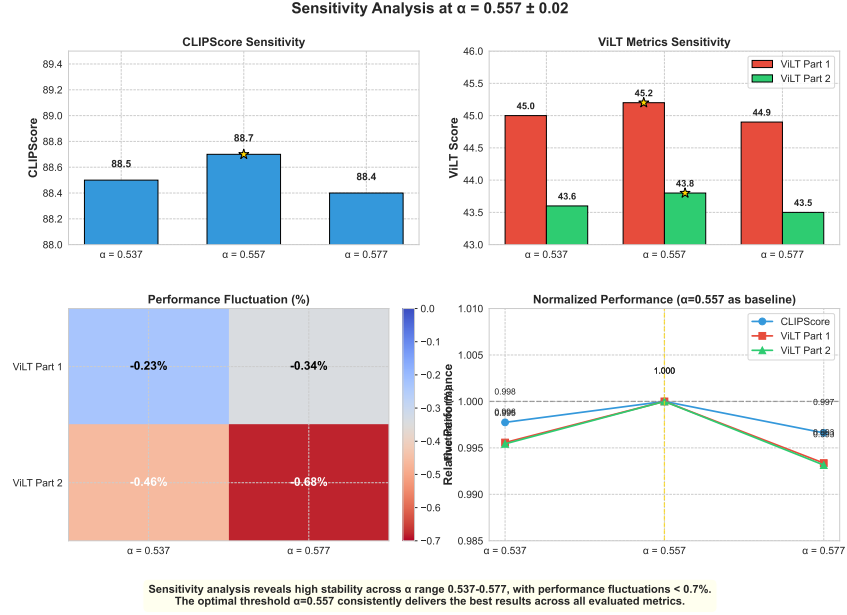 Sensitivity Analysis at α = 0.557 ± 0.02
CLIPScore Sensitivity
CLIPScore
89.4
89.2
89.0
88.8
88.6
88.4
88.2
88.0
88.5
88.7
88.4
α = 0.537
α = 0.557
α = 0.577
ViLT Metrics Sensitivity
ViLT Score
46.0
45.5
45.0
44.5
44.0
43.5
43.0
ViLT Part 1
ViLT Part 2
45.0
43.6
45.2
43.8
44.9
43.5
α = 0.537
α = 0.557
α = 0.577
Performance Fluctuation (%)
ViLT Part 1
ViLT Part 2
-0.23%
-0.34%
-0.46%
-0.68%
α = 0.537
α = 0.577
0.0
−0.1
−0.2
−0.3
−0.4
−0.5
−0.6
−0.7
Normalized Performance (α=0.557 as baseline)
Relative Performance
1.010
1.005
1.000
0.995
0.990
0.985
CLIPScore
ViLT Part 1
ViLT Part 2
0.998
1.000
0.997
α = 0.537
α = 0.557
α = 0.577
Sensitivity analysis reveals high stability across α range 0.537-0.577, with performance fluctuations < 0.7%.
The optimal threshold α=0.557 consistently delivers the best results across all evaluated metrics.